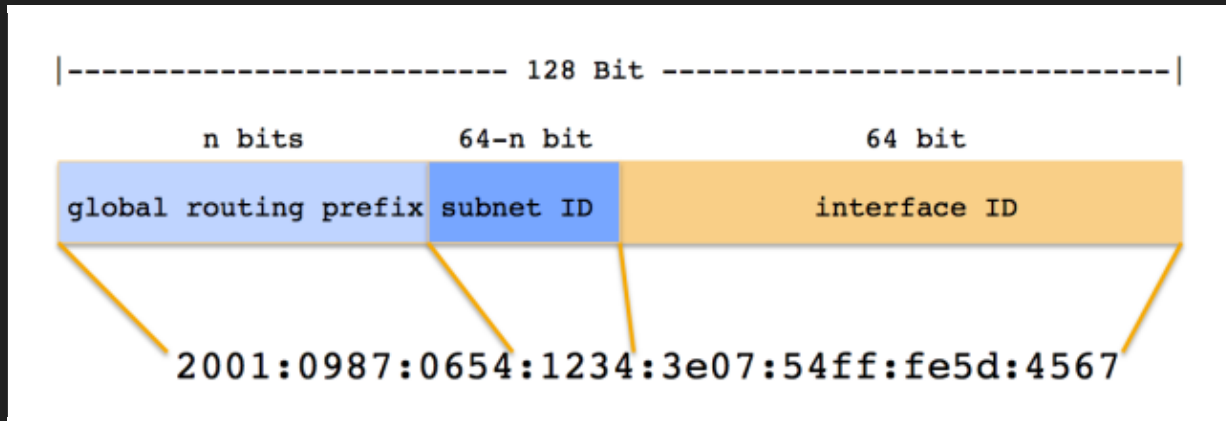 |-------------------------- 128 Bit ------------------------------|
n bits 64-n bit 64 bit
global routing prefix subnet ID interface ID
2001:0987:0654:1234:3e07:54ff:fe5d:4567